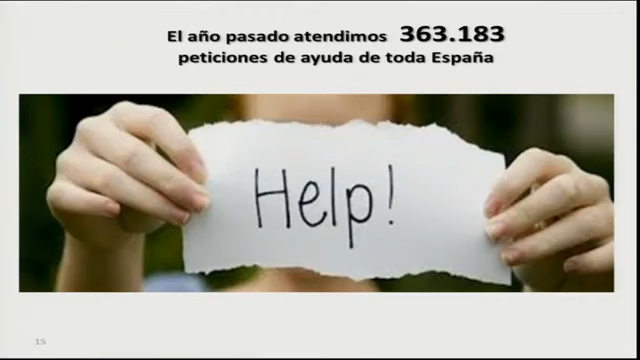 El año pasado atendimos 363.183
peticiones de ayuda de toda España
Help!
15